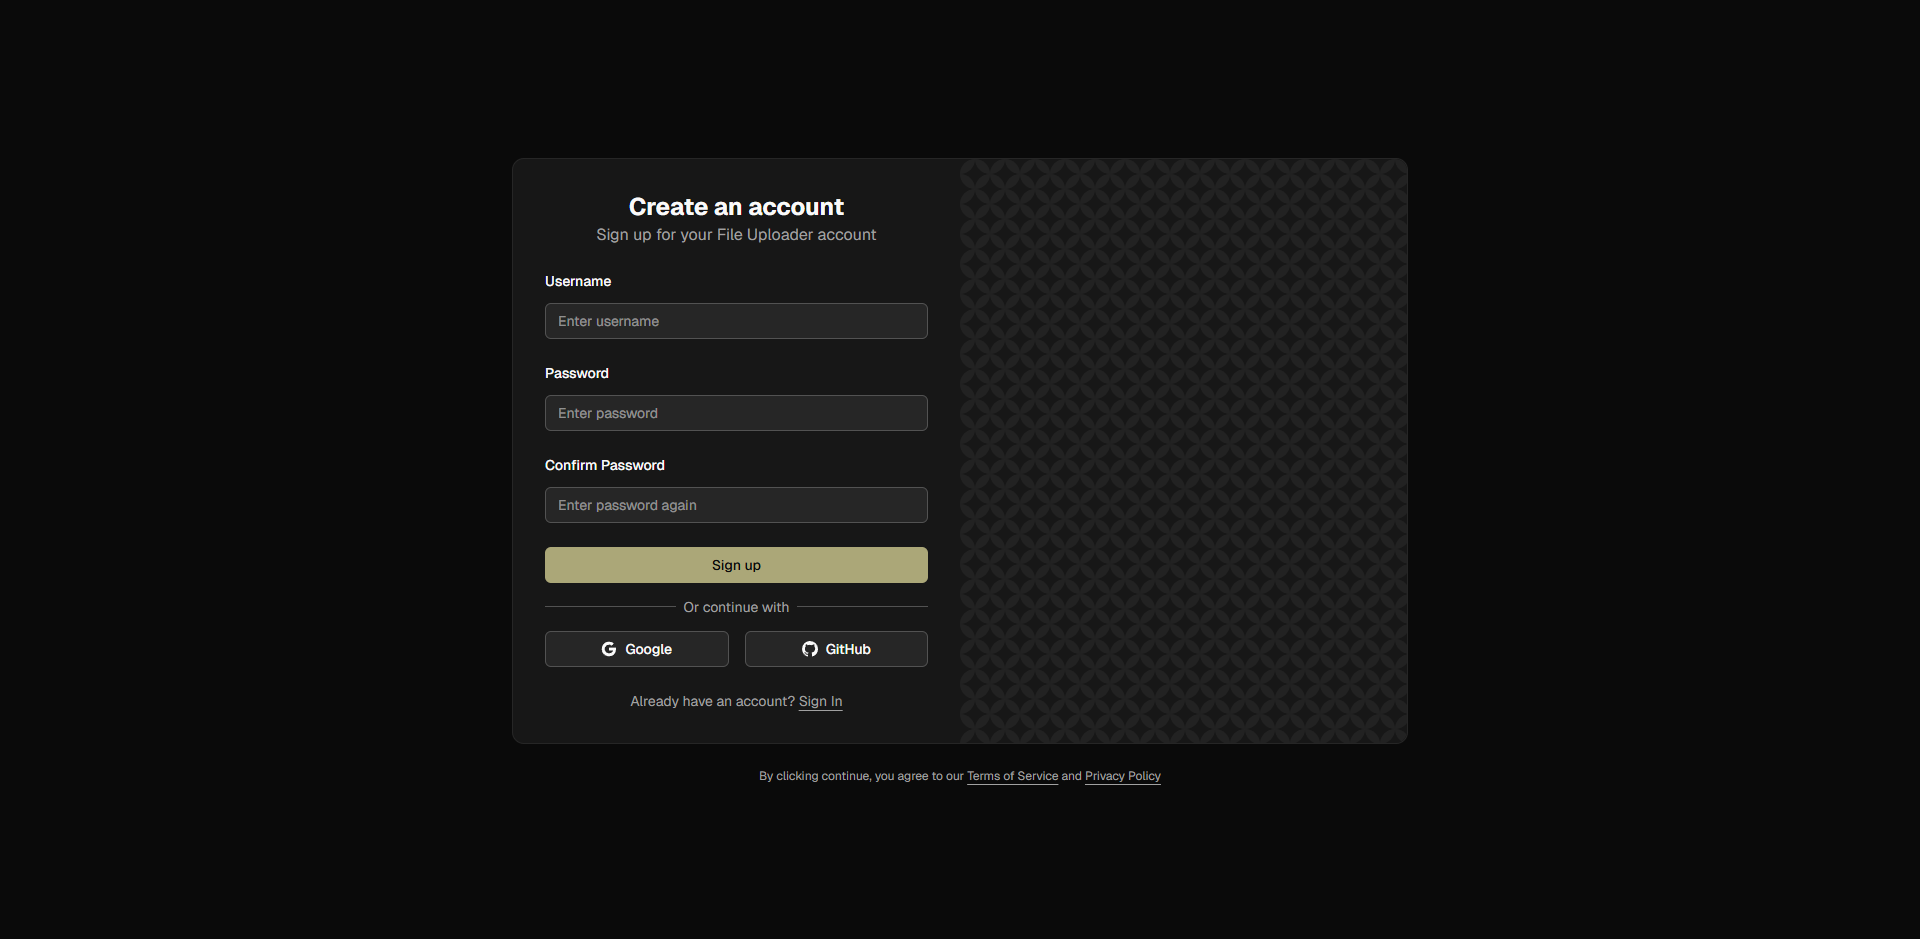 Create an account
Sign up for your File Uploader account
Username
Enter username
Password
Enter password
Confirm Password
Enter password again
Sign up
Or continue with
Google
GitHub
Already have an account? Sign In
By clicking continue, you agree to our Terms of Service and Privacy Policy